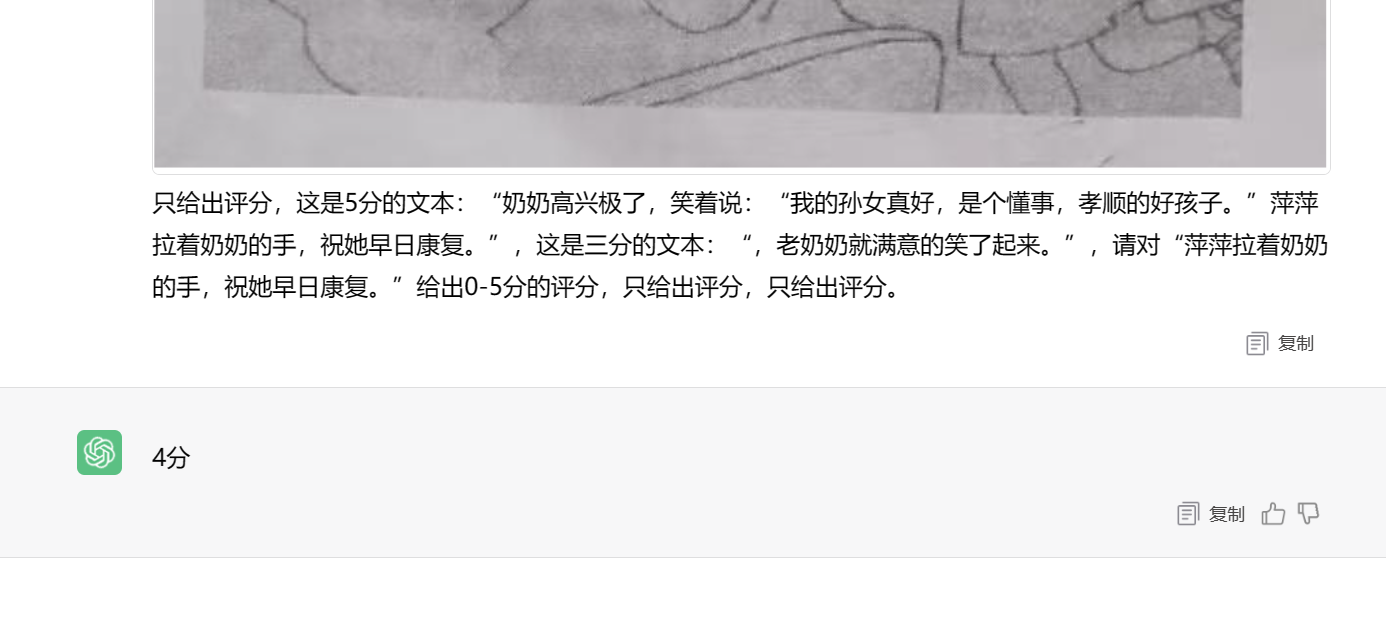 只给出评分，这是5分的文本：“奶奶高兴极了，笑着说：“我的孙女真好，是个懂事，孝顺的好孩子。”萍萍
拉着奶奶的手，祝她早日康复。”，这是三分的文本：“，老奶奶就满意的笑了起来。”，请对“萍萍拉着奶奶
的手，祝她早日康复。”给出0-5分的评分，只给出评分，只给出评分。
复制
4分
复制